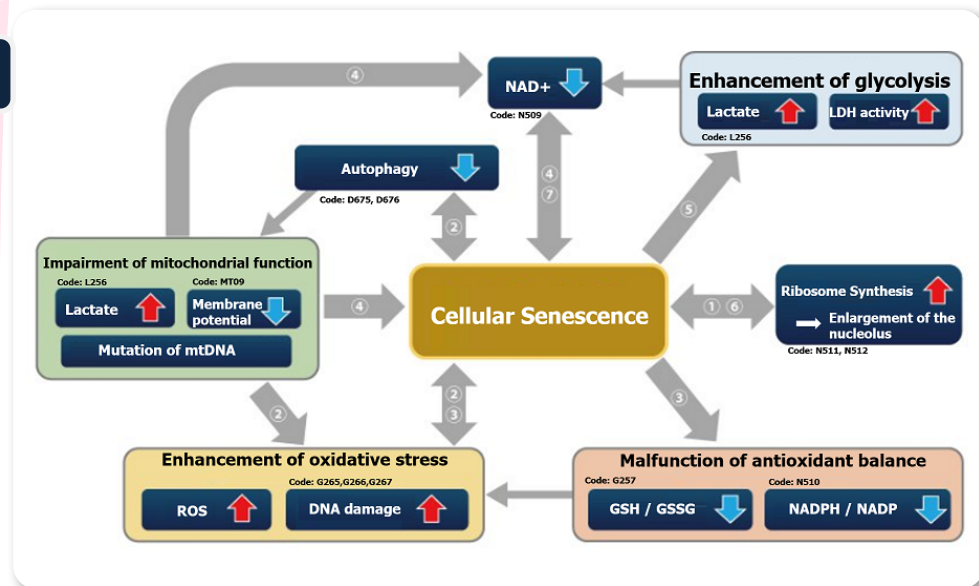 Enhancement of glycolysis
④
NAD+
Lactate
LDH activity
Code: N509
Code: L256
Autophagy
④
⑦
Code: D675, D676
②
⑤
Impairment of mitochondrial function
Code: L256
Code: MT09
Lactate
Membrane
potential
④
Mutation of mtDNA
Cellular Senescence
① ⑥
Ribosome Synthesis
Enlargement of the
nucleolus
Code: N511, N512
②
②
③
③
Enhancement of oxidative stress
Code: G265,G266,G267
ROS
DNA damage
Malfunction of antioxidant balance
Code: G257
Code: N510
GSH / GSSG
NADPH / NADP